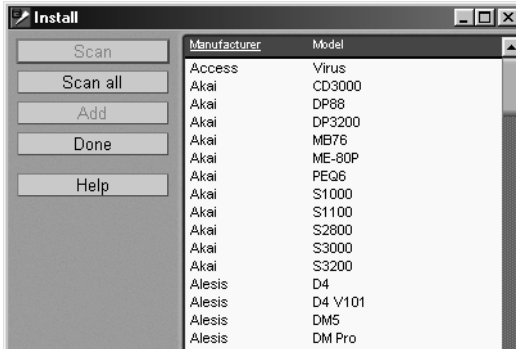 Install
Scan
Scan all
Add
Done
Help
Manufacturer Model
Access Virus
Akai CD3000
Akai DP88
Akai DP3200
Akai MB76
Akai ME-80P
Akai PEQ6
Akai S1000
Akai S1100
Akai S2800
Akai S3000
Akai S3200
Alesis D4
Alesis D4 V101
Alesis DM5
Alesis DM Pro